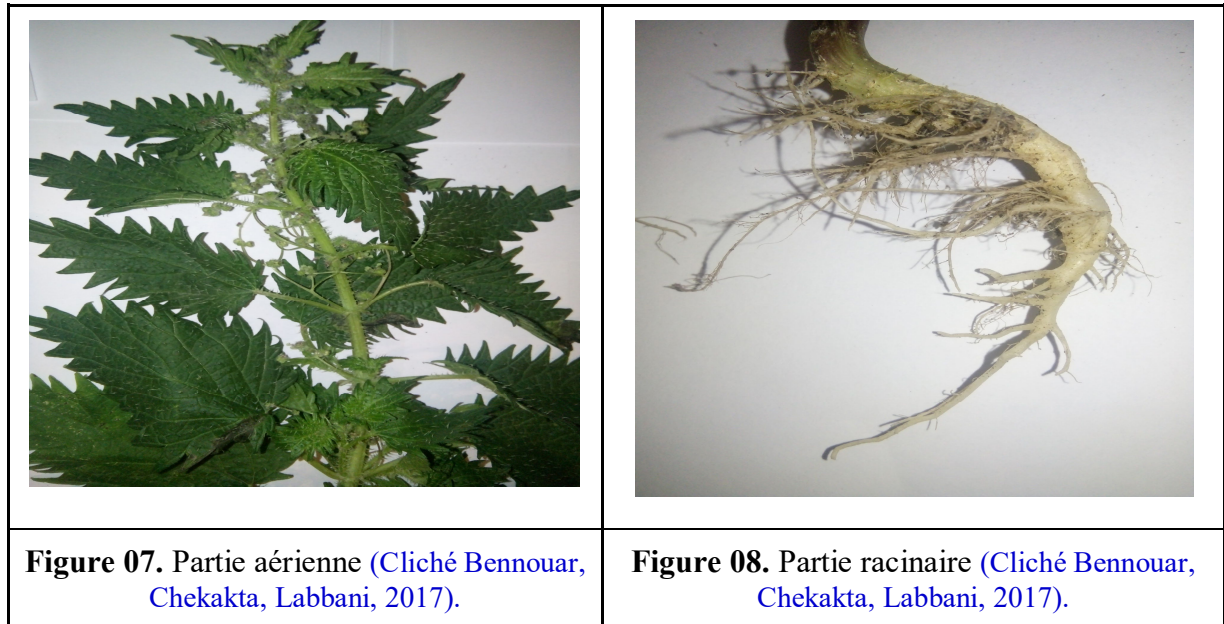 Figure 07. Partie aérienne (Cliché Bennouar,
Chekakta, Labbani, 2017).
Figure 08. Partie racinaire (Cliché Bennouar,
Chekakta, Labbani, 2017).